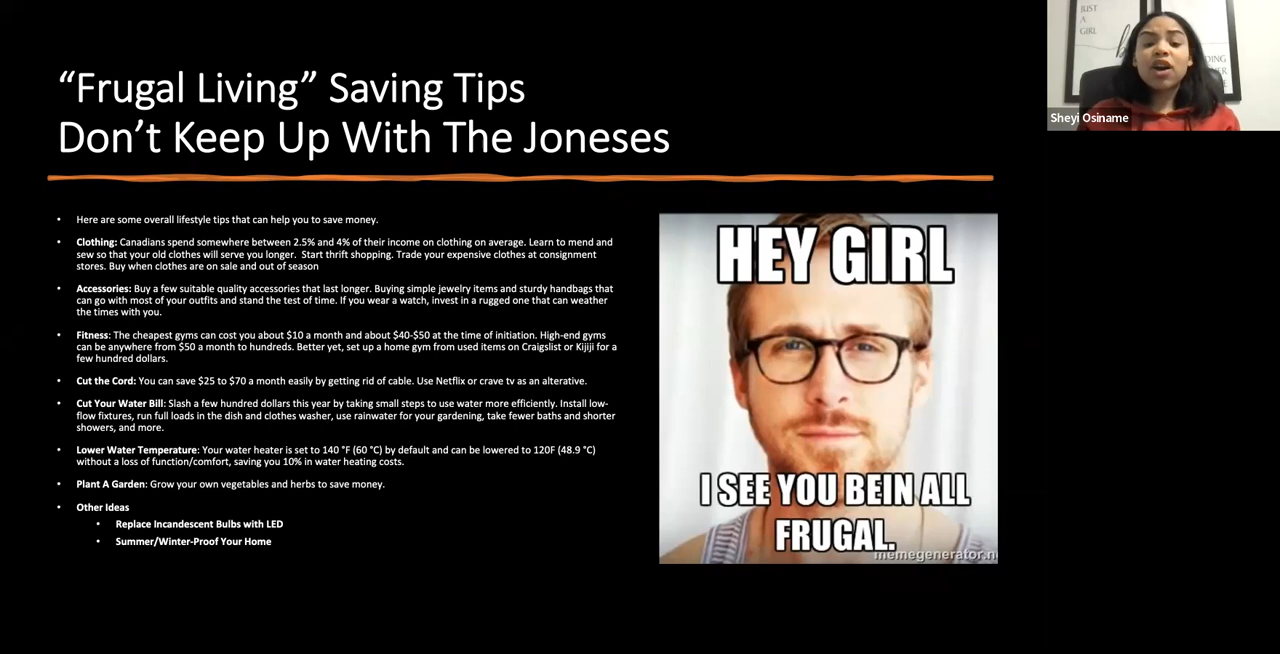 "Frugal Living" Saving Tips
Don't Keep Up With The Joneses
• Here are some overall lifestyle tips that can help you to save money.
• Clothing: Canadians spend somewhere between 2.5% and 4% of their income on clothing on average. Learn to mend and
sew so that your old clothes will serve you longer. Start thrift shopping. Trade your expensive clothes at consignment
stores. Buy when clothes are on sale and out of season
• Accessories: Buy a few suitable quality accessories that last longer. Buying simple jewelry items and sturdy handbags that
can go with most of your outfits and stand the test of time. If you wear a watch, invest in a rugged one that can weather
the times with you.
• Fitness: The cheapest gyms can cost you about $10 a month and about $40-$50 at the time of initiation. High-end gyms
can be anywhere from $50 a month to hundreds. Better yet, set up a home gym from used items on Craigslist or Kijiji for a
few hundred dollars.
• Cut the Cord: You can save $25 to $70 a month easily by getting rid of cable. Use Netflix or crave tv as an alterative.
• Cut Your Water Bill: Slash a few hundred dollars this year by taking small steps to use water more efficiently. Install low-
flow fixtures, run full loads in the dish and clothes washer, use rainwater for your gardening, take fewer baths and shorter
showers, and more.
• Lower Water Temperature: Your water heater is set to 140 °F (60 °C) by default and can be lowered to 120F (48.9 °C)
without a loss of function/comfort, saving you 10% in water heating costs.
• Plant A Garden: Grow your own vegetables and herbs to save money.
• Other Ideas
• Replace Incandescent Bulbs with LED
• Summer/Winter-Proof Your Home
HEY GIRL
I SEE YOU BEIN ALL
FRUGAL.
memegenerator.n
JUST
A
GIRL
Sheyi Osiname